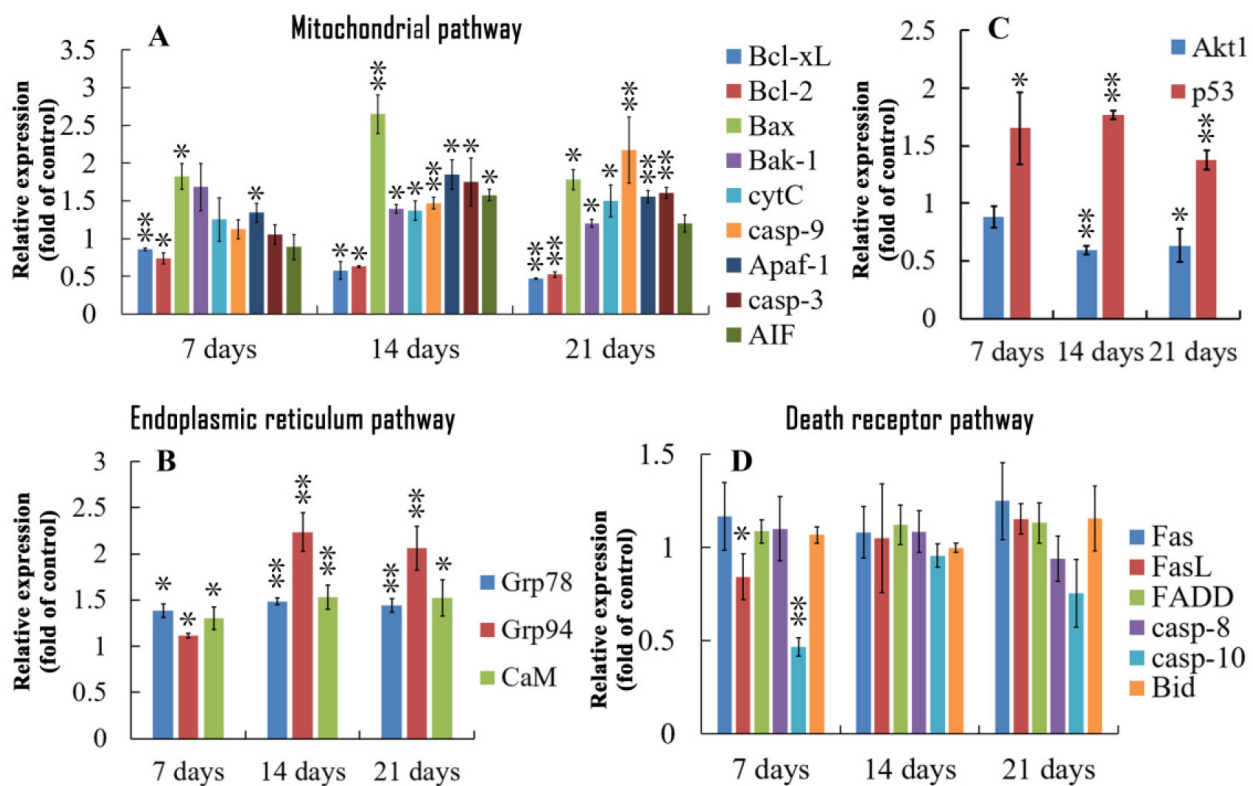 A
Mitochondrial pathway
Relative expression
(fold of control)
3.5
3
2.5
2
1.5
1
0.5
0
**
*
*
*
*
*
**
*
*
**
*
*
*
**
**
*
*
*
**
**
**
7 days
14 days
21 days
Bcl-xL
Bcl-2
Bax
Bak-1
cytC
casp-9
Apaf-1
casp-3
AIF
C
Relative expression
(fold of control)
2.5
2
1.5
1
0.5
0
*
**
**
*
**
7 days
14 days
21 days
Akt1
p53
Endoplasmic reticulum pathway
B
Relative expression
(fold of control)
3
2.5
2
1.5
1
0.5
0
*
*
*
**
**
**
**
**
*
7 days
14 days
21 days
Grp78
Grp94
CaM
Death receptor pathway
D
Relative expression
(fold of control)
1.5
1
0.5
0
*
**
7 days
14 days
21 days
Fas
FasL
FADD
casp-8
casp-10
Bid